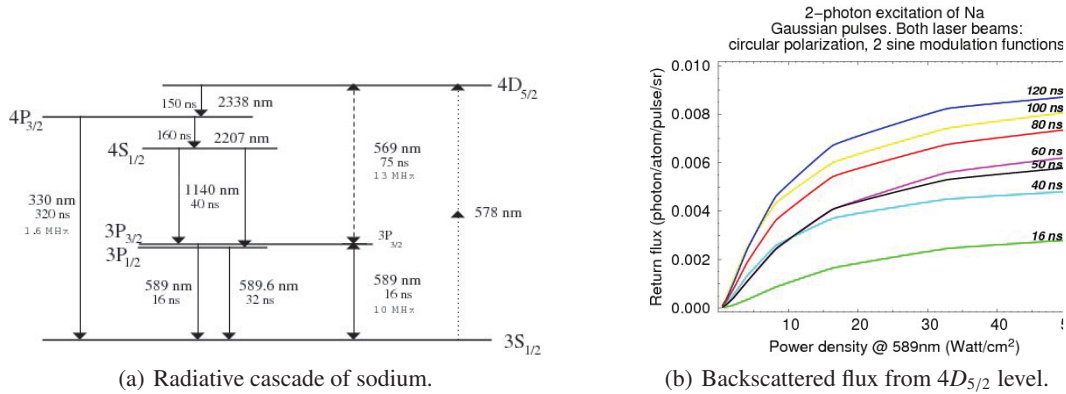 4D5/2
150 ns
2338 nm
4P3/2
160 ns
2207 nm
4S1/2
569 nm
75 ns
13 MHz
330 nm
320 ns
1.6 MHz
1140 nm
40 ns
578 nm
3P3/2
3P3/2
3P1/2
589 nm
16 ns
589.6 nm
32 ns
589 nm
16 ns
10 MHz
3S1/2
(a) Radiative cascade of sodium.
2-photon excitation of Na
Gaussian pulses. Both laser beams:
circular polarization, 2 sine modulation functions
0.010
0.008
0.006
0.004
0.002
0.000
Return flux (photon/atom/pulse/sr)
120 ns
100 ns
80 ns
60 ns
50 ns
40 ns
16 ns
10 20 30 40
Power density @ 589nm (Watt/cm²)
(b) Backscattered flux from 4D5/2 level.